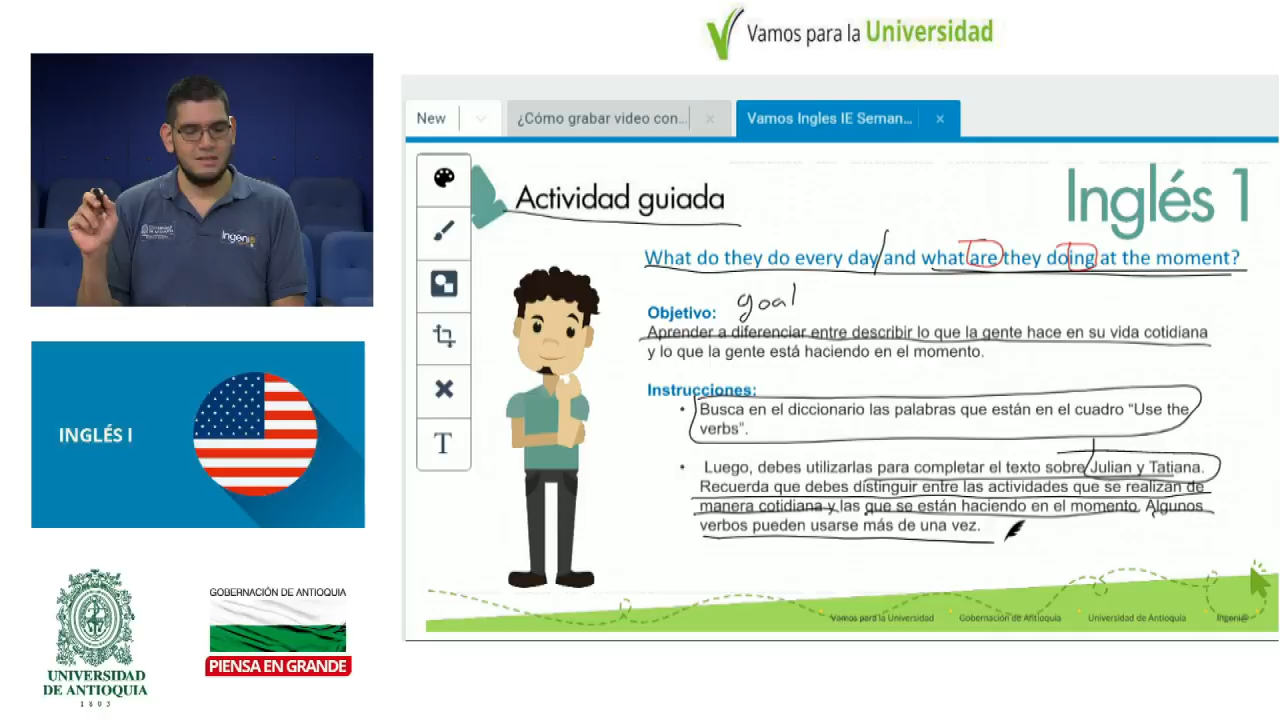 Vamos para la Universidad
New
¿Cómo grabar video con...
Vamos Ingles IE Seman...
Actividad guiada
Inglés 1
What do they do every day/and what are they doing at the moment?
goal
Objetivo:
Aprender a diferenciar entre describir lo que la gente hace en su vida cotidiana
y lo que la gente está haciendo en el momento.
Instrucciones:
• Busca en el diccionario las palabras que están en el cuadro “Use the
verbs”.
• Luego, debes utilizarlas para completar el texto sobre Julian y Tatiana.
Recuerda que debes distinguir entre las actividades que se realizan de
manera cotidiana y las que se están haciendo en el momento. Algunos
verbos pueden usarse más de una vez.
T
Vamos para la Universidad
Gobernación de Antioquia
Universidad de Antioquia
Ingeni@
Ingeni@
INGLÉS I
UNIVERSIDAD
DE ANTIOQUIA
1803
GOBERNACIÓN DE ANTIOQUIA
PIENSA EN GRANDE